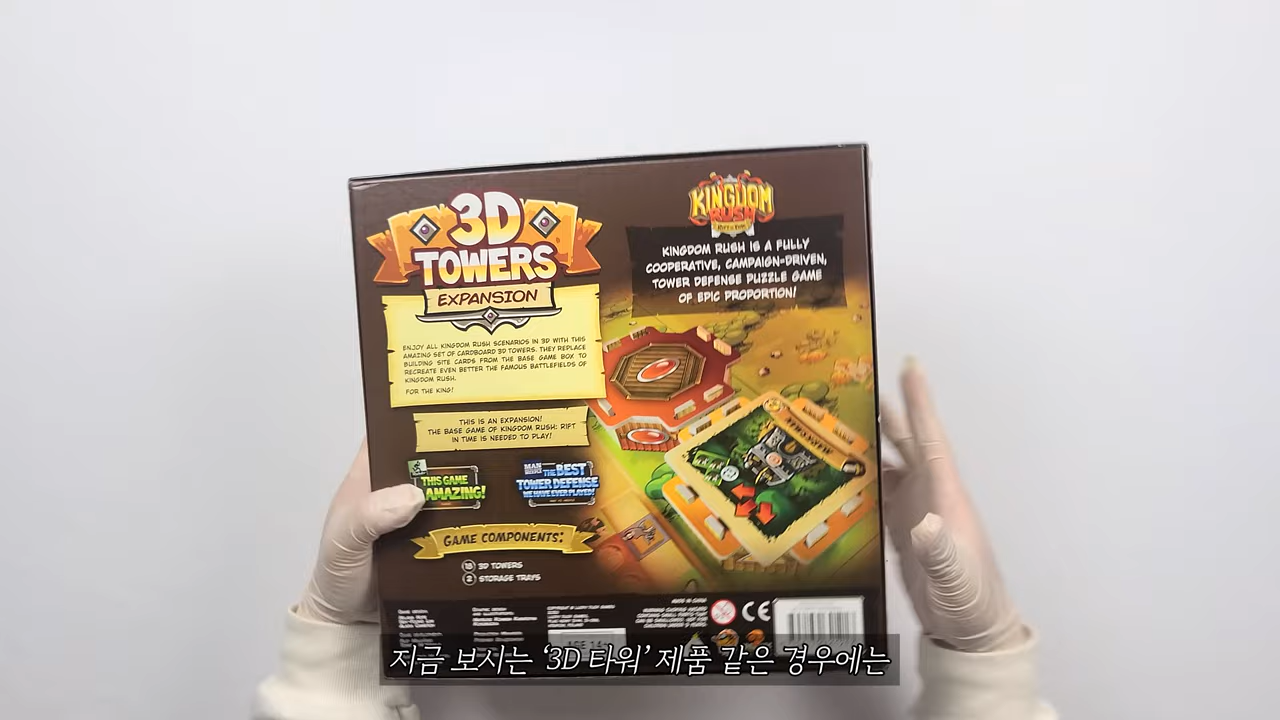 3D
TOWERS
EXPANSION
ENJOY ALL KINGDOM RUSH SCENARIOS IN 3D WITH THIS
AMAZING SET OF CARDBOARD 3D TOWERS. THEY REPLACE
BUILDING SITE CARDS FROM THE BASE GAME BOX TO
RECREATE EVEN BETTER THE FAMOUS BATTLEFIELDS OF
KINGDOM RUSH.
FOR THE KING!
THIS IS AN EXPANSION!
THE BASE GAME OF KINGDOM RUSH: RIFT
IN TIME IS NEEDED TO PLAY!
THIS GAME
AMAZING!
THE BEST
TOWER DEFENSE
WE HAVE EVER PLAYED!
GAME COMPONENTS:
3D TOWERS
2 STORAGE TRAYS
KINGDOM
RUSH
KINGDOM RUSH IS A FULLY
COOPERATIVE, CAMPAIGN-DRIVEN,
TOWER DEFENSE PUZZLE GAME
OF EPIC PROPORTION!
MADE IN CHINA
CE
지금 보시는 '3D 타워' 제품 같은 경우에는